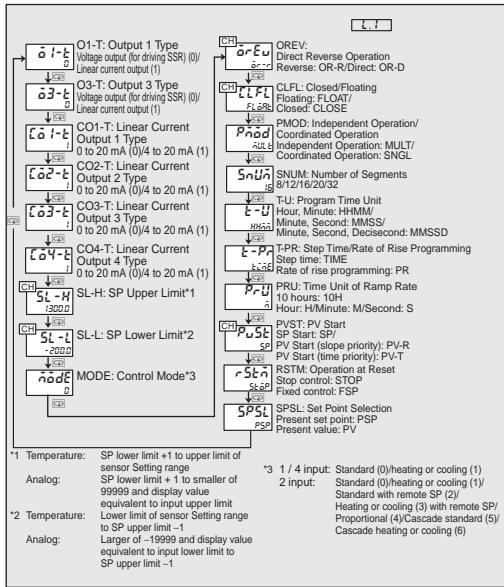 L.1
O1-T: Output 1 Type
Voltage output (for driving SSR) (0)/
Linear current output (1)
0
O3-T: Output 3 Type
Voltage output (for driving SSR) (0)/
Linear current output (1)
0
CO1-T: Linear Current
Output 1 Type
0 to 20 mA (0)/4 to 20 mA (1)
1
CO2-T: Linear Current
Output 2 Type
0 to 20 mA (0)/4 to 20 mA (1)
1
CO3-T: Linear Current
Output 3 Type
0 to 20 mA (0)/4 to 20 mA (1)
1
CO4-T: Linear Current
Output 4 Type
0 to 20 mA (0)/4 to 20 mA (1)
1
CH
SL-H
1300.0
SL-H: SP Upper Limit*1
CH
SL-L
-200.0
SL-L: SP Lower Limit*2
MODE: Control Mode*3
0
CH
OREV:
Direct Reverse Operation
Reverse: OR-R/Direct: OR-D
CH
CLFL: Closed/Floating
Floating: FLOAT/
Closed: CLOSE
PMOD: Independent Operation/
Coordinated Operation
Independent Operation: MULT/
Coordinated Operation: SNGL
SNUM: Number of Segments
8/12/16/20/32
16
T-U: Program Time Unit
Hour, Minute: HHMM/
Minute, Second: MMSS/
Minute, Second, Decisecond: MMSSD
T-PR: Step Time/Rate of Rise Programming
Step time: TIME
Rate of rise programming: PR
PRU: Time Unit of Ramp Rate
10 hours: 10H
Hour: H/Minute: M/Second: S
CH
PVST: PV Start
SP Start: SP/
PV Start (slope priority): PV-R
PV Start (time priority): PV-T
SP
RSTM: Operation at Reset
Stop control: STOP
Fixed control: FSP
SPSL
PSP
SPSL: Set Point Selection
Present set point: PSP
Present value: PV
*1 Temperature: SP lower limit +1 to upper limit of
sensor Setting range
Analog: SP lower limit + 1 to smaller of
99999 and display value
equivalent to input upper limit
*2 Temperature: Lower limit of sensor Setting range
to SP upper limit −1
Analog: Larger of −19999 and display value
equivalent to input lower limit to
SP upper limit −1
*3 1 / 4 input: Standard (0)/heating or cooling (1)
2 input: Standard (0)/heating or cooling (1)/
Standard with remote SP (2)/
Heating or cooling (3) with remote SP/
Proportional (4)/Cascade standard (5)/
Cascade heating or cooling (6)